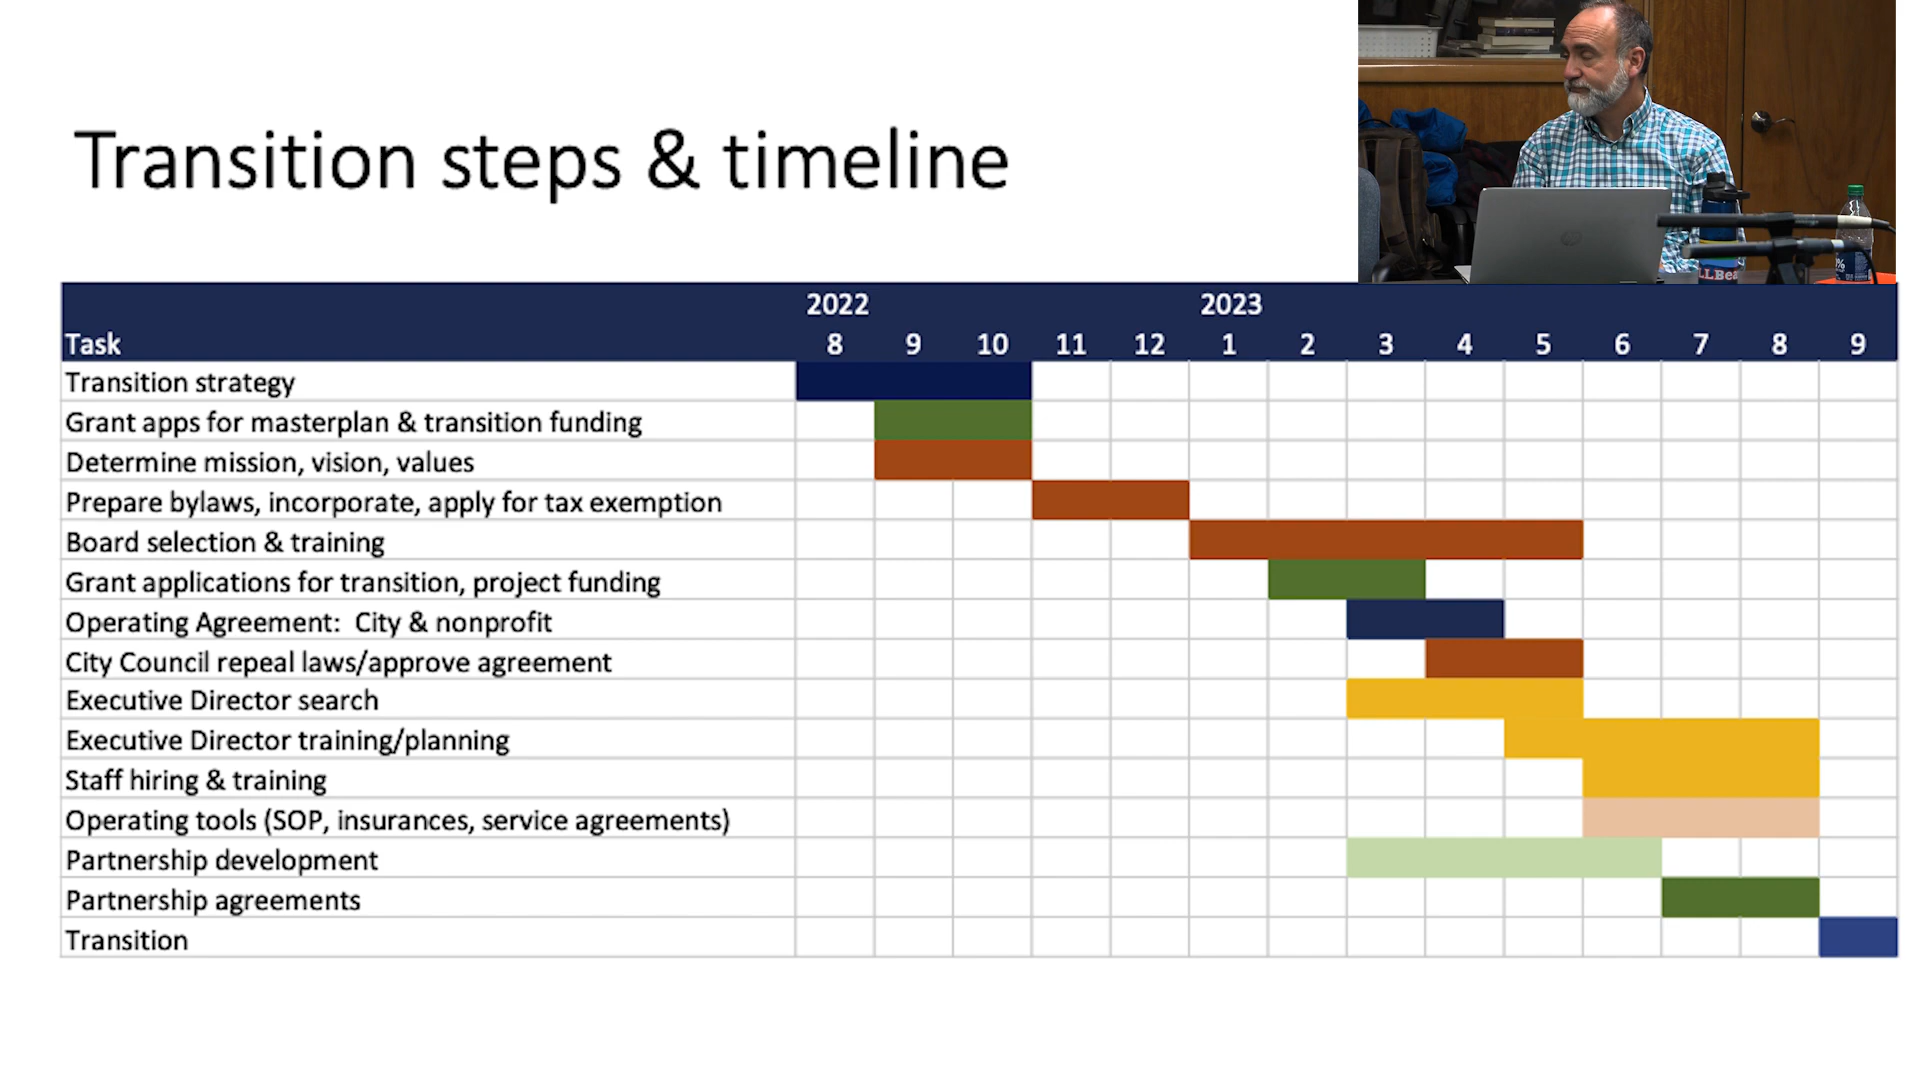 Transition steps & timeline
LLBea
2022 2023
Task 8 9 10 11 12 1 2 3 4 5 6 7 8 9
Transition strategy
Grant apps for masterplan & transition funding
Determine mission, vision, values
Prepare bylaws, incorporate, apply for tax exemption
Board selection & training
Grant applications for transition, project funding
Operating Agreement:  City & nonprofit
City Council repeal laws/approve agreement
Executive Director search
Executive Director training/planning
Staff hiring & training
Operating tools (SOP, insurances, service agreements)
Partnership development
Partnership agreements
Transition